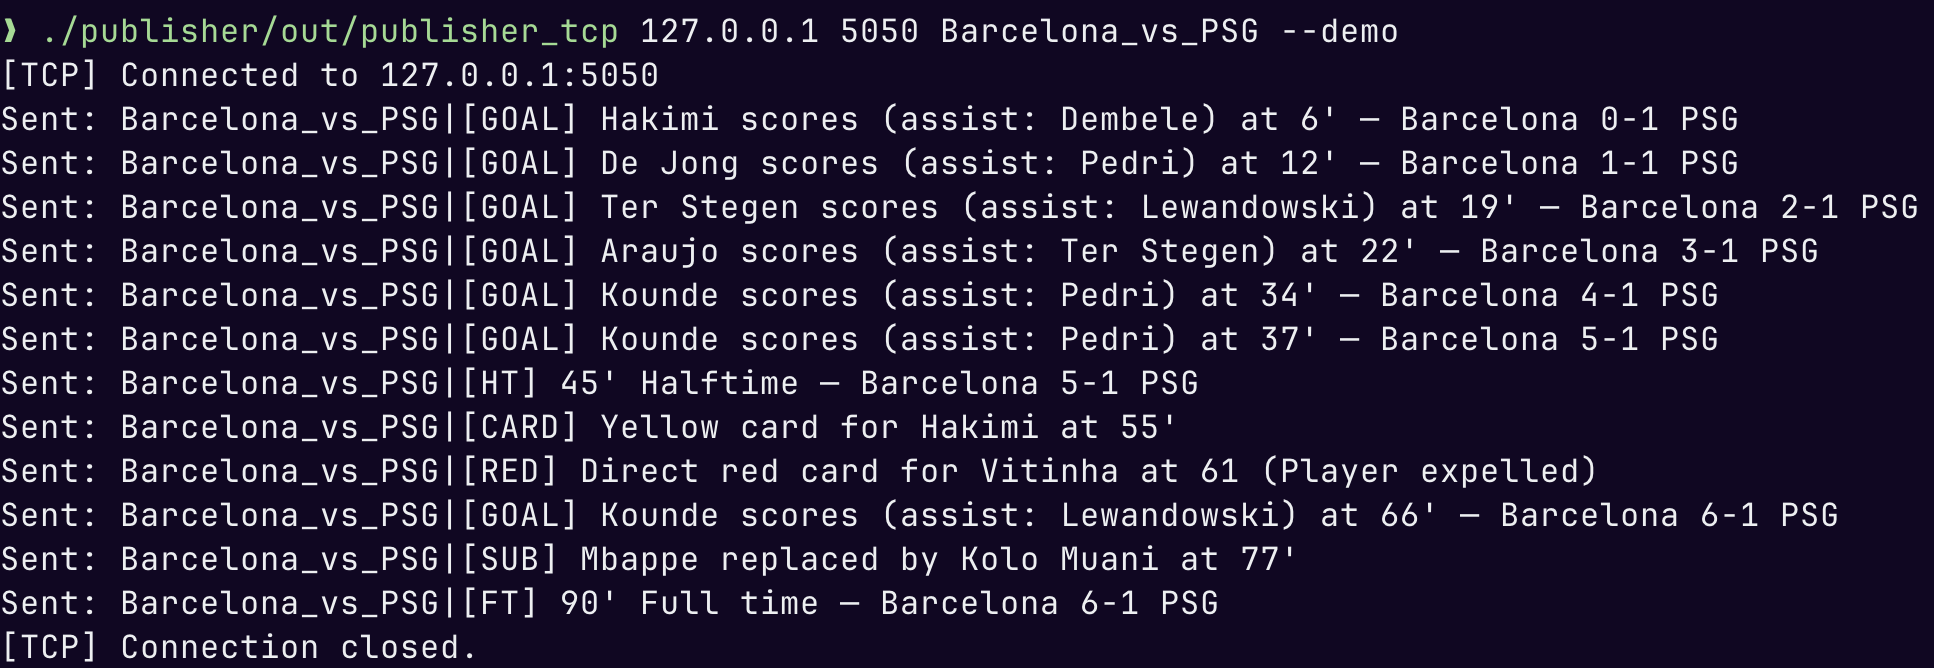 ❱ ./publisher/out/publisher_tcp 127.0.0.1 5050 Barcelona_vs_PSG --demo
[TCP] Connected to 127.0.0.1:5050
Sent: Barcelona_vs_PSG|[GOAL] Hakimi scores (assist: Dembele) at 6' — Barcelona 0-1 PSG
Sent: Barcelona_vs_PSG|[GOAL] De Jong scores (assist: Pedri) at 12' — Barcelona 1-1 PSG
Sent: Barcelona_vs_PSG|[GOAL] Ter Stegen scores (assist: Lewandowski) at 19' — Barcelona 2-1 PSG
Sent: Barcelona_vs_PSG|[GOAL] Araujo scores (assist: Ter Stegen) at 22' — Barcelona 3-1 PSG
Sent: Barcelona_vs_PSG|[GOAL] Kounde scores (assist: Pedri) at 34' — Barcelona 4-1 PSG
Sent: Barcelona_vs_PSG|[GOAL] Kounde scores (assist: Pedri) at 37' — Barcelona 5-1 PSG
Sent: Barcelona_vs_PSG|[HT] 45' Halftime — Barcelona 5-1 PSG
Sent: Barcelona_vs_PSG|[CARD] Yellow card for Hakimi at 55'
Sent: Barcelona_vs_PSG|[RED] Direct red card for Vitinha at 61 (Player expelled)
Sent: Barcelona_vs_PSG|[GOAL] Kounde scores (assist: Lewandowski) at 66' — Barcelona 6-1 PSG
Sent: Barcelona_vs_PSG|[SUB] Mbappe replaced by Kolo Muani at 77'
Sent: Barcelona_vs_PSG|[FT] 90' Full time — Barcelona 6-1 PSG
[TCP] Connection closed.